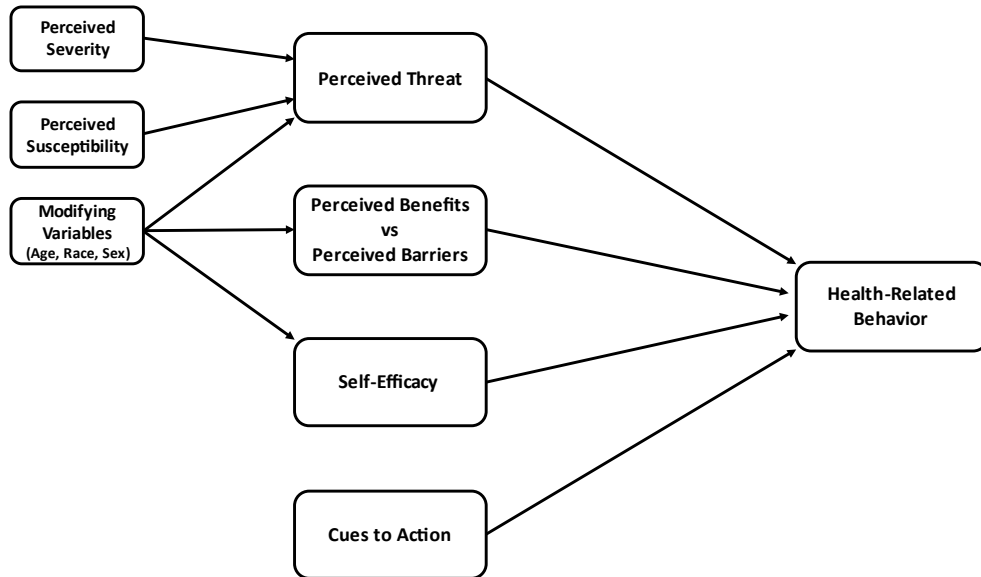 Perceived
Severity
Perceived
Susceptibility
Modifying
Variables
(Age, Race, Sex)
Perceived Threat
Perceived Benefits
vs
Perceived Barriers
Self-Efficacy
Cues to Action
Health-Related
Behavior